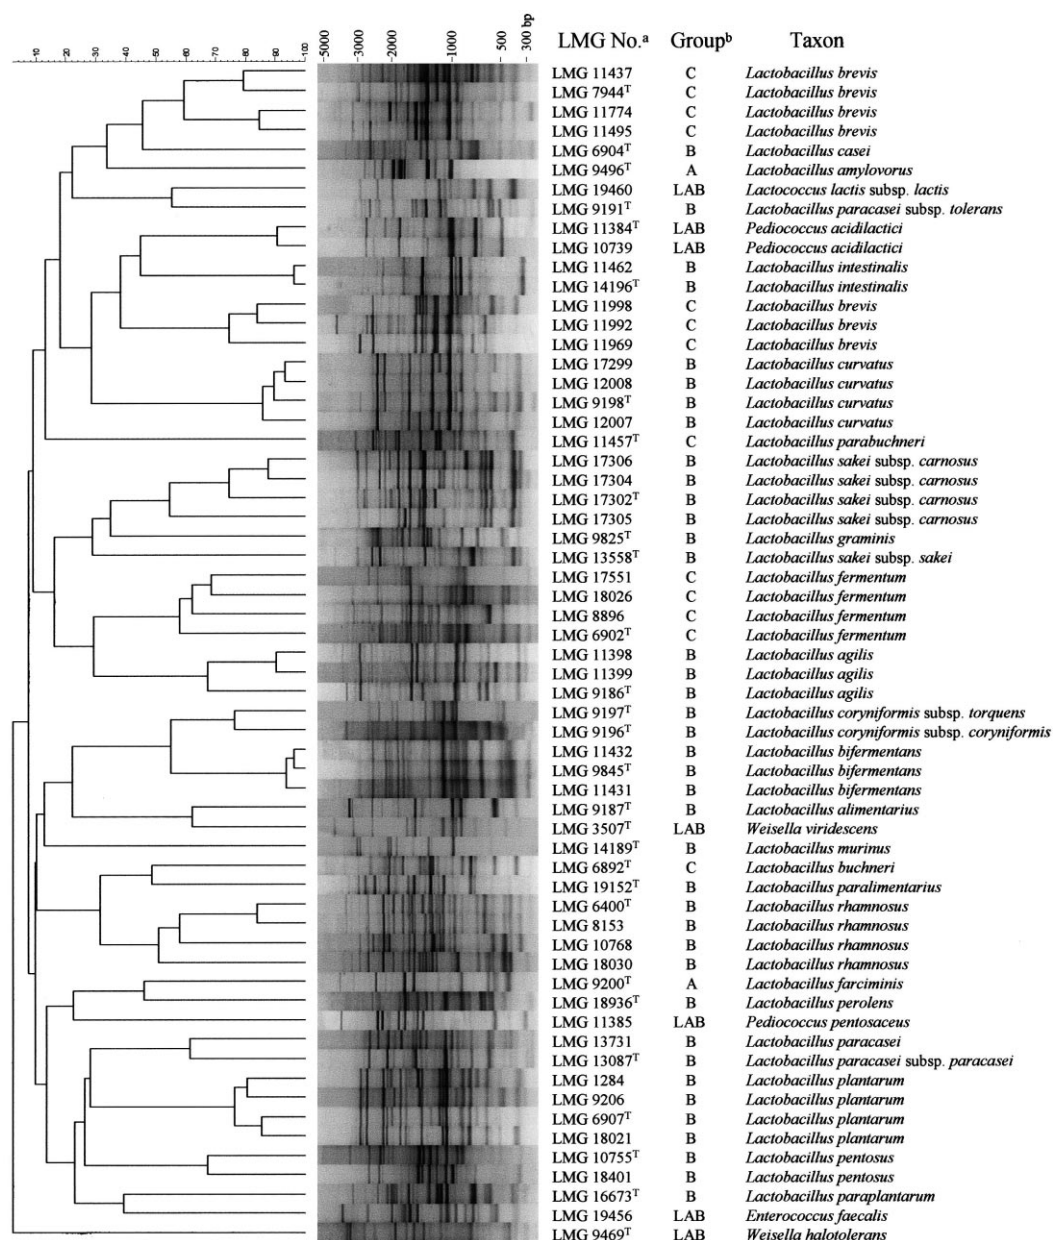 -10 -20 -30 -40 -50 -60 -70 -80 -90 -100 -5000 -3000 -2000 -1000 -500 -300 bp LMG No.ᵃ Groupᵇ Taxon
LMG 11437 C Lactobacillus brevis
LMG 7944ᵀ C Lactobacillus brevis
LMG 11774 C Lactobacillus brevis
LMG 11495 C Lactobacillus brevis
LMG 6904ᵀ B Lactobacillus casei
LMG 9496ᵀ A Lactobacillus amylovorus
LMG 19460 LAB Lactococcus lactis subsp. lactis
LMG 9191ᵀ B Lactobacillus paracasei subsp. tolerans
LMG 11384ᵀ LAB Pediococcus acidilactici
LMG 10739 LAB Pediococcus acidilactici
LMG 11462 B Lactobacillus intestinalis
LMG 14196ᵀ B Lactobacillus intestinalis
LMG 11998 C Lactobacillus brevis
LMG 11992 C Lactobacillus brevis
LMG 11969 C Lactobacillus brevis
LMG 17299 B Lactobacillus curvatus
LMG 12008 B Lactobacillus curvatus
LMG 9198ᵀ B Lactobacillus curvatus
LMG 12007 B Lactobacillus curvatus
LMG 11457ᵀ C Lactobacillus parabuchneri
LMG 17306 B Lactobacillus sakei subsp. carnosus
LMG 17304 B Lactobacillus sakei subsp. carnosus
LMG 17302ᵀ B Lactobacillus sakei subsp. carnosus
LMG 17305 B Lactobacillus sakei subsp. carnosus
LMG 9825ᵀ B Lactobacillus graminis
LMG 13558ᵀ B Lactobacillus sakei subsp. sakei
LMG 17551 C Lactobacillus fermentum
LMG 18026 C Lactobacillus fermentum
LMG 8896 C Lactobacillus fermentum
LMG 6902ᵀ C Lactobacillus fermentum
LMG 11398 B Lactobacillus agilis
LMG 11399 B Lactobacillus agilis
LMG 9186ᵀ B Lactobacillus agilis
LMG 9197ᵀ B Lactobacillus coryniformis subsp. torquens
LMG 9196ᵀ B Lactobacillus coryniformis subsp. coryniformis
LMG 11432 B Lactobacillus bifermentans
LMG 9845ᵀ B Lactobacillus bifermentans
LMG 11431 B Lactobacillus bifermentans
LMG 9187ᵀ B Lactobacillus alimentarius
LMG 3507ᵀ LAB Weisella viridescens
LMG 14189ᵀ B Lactobacillus murinus
LMG 6892ᵀ C Lactobacillus buchneri
LMG 19152ᵀ B Lactobacillus paralimentarius
LMG 6400ᵀ B Lactobacillus rhamnosus
LMG 8153 B Lactobacillus rhamnosus
LMG 10768 B Lactobacillus rhamnosus
LMG 18030 B Lactobacillus rhamnosus
LMG 9200ᵀ A Lactobacillus farciminis
LMG 18936ᵀ B Lactobacillus perolens
LMG 11385 LAB Pediococcus pentosaceus
LMG 13731 B Lactobacillus paracasei
LMG 13087ᵀ B Lactobacillus paracasei subsp. paracasei
LMG 1284 B Lactobacillus plantarum
LMG 9206 B Lactobacillus plantarum
LMG 6907ᵀ B Lactobacillus plantarum
LMG 18021 B Lactobacillus plantarum
LMG 10755ᵀ B Lactobacillus pentosus
LMG 18401 B Lactobacillus pentosus
LMG 16673ᵀ B Lactobacillus paraplantarum
LMG 19456 LAB Enterococcus faecalis
LMG 9469ᵀ LAB Weisella halotolerans